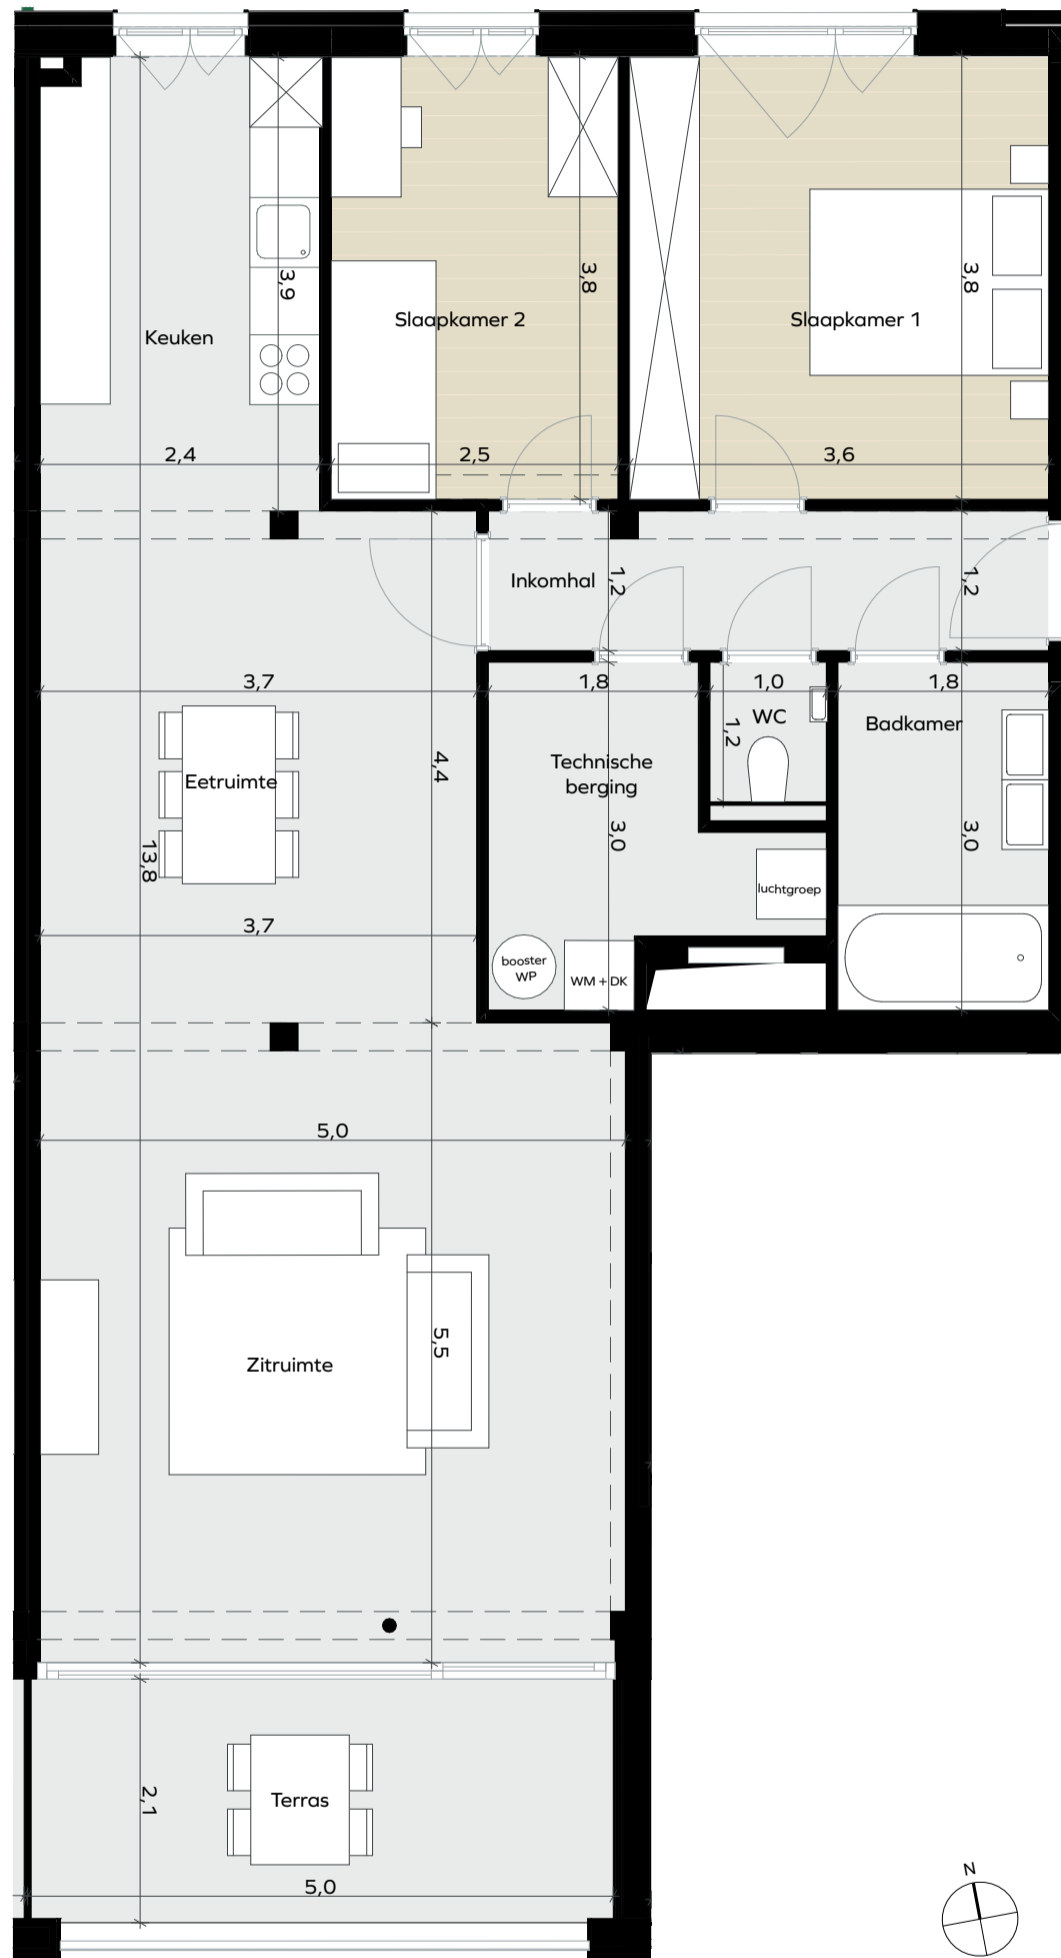 3,9
3,8
3,8
Keuken
Slaapkamer 2
Slaapkamer 1
2,4
2,5
3,6
Inkomhal
1,2
1,2
3,7
1,8
1,0
1,8
WC
1,2
Badkamer
Eetruimte
4,4
Technische
berging
13,8
3,0
3,0
luchtgroep
3,7
booster
WP
WM + DK
5,0
5,5
Zitruimte
2,1
Terras
5,0
N